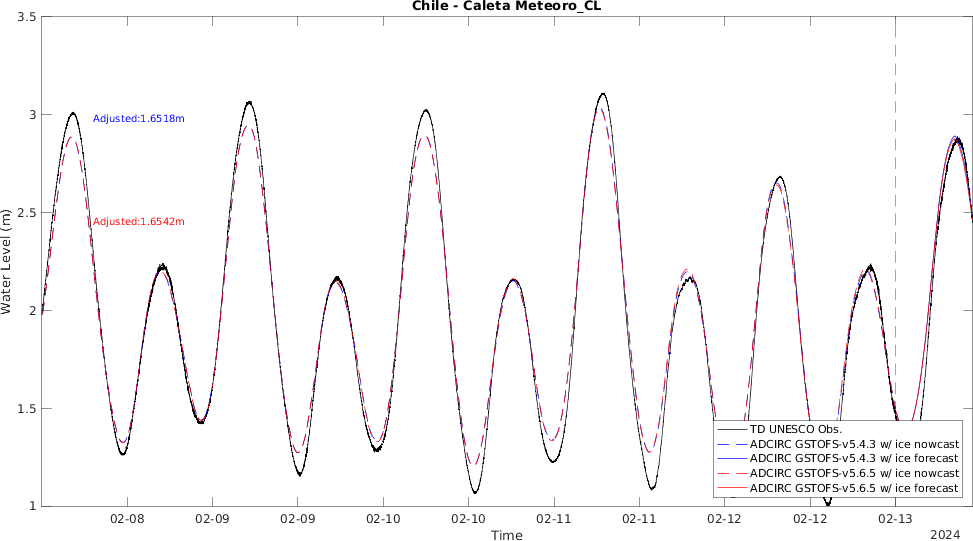 Chile - Caleta Meteoro_CL
3.5
3
2.5
2
1.5
1
Water Level (m)
Adjusted:1.6518m
Adjusted:1.6542m
TD UNESCO Obs.
ADCIRC GSTOFS-v5.4.3 w/ ice nowcast
ADCIRC GSTOFS-v5.4.3 w/ ice forecast
ADCIRC GSTOFS-v5.6.5 w/ ice nowcast
ADCIRC GSTOFS-v5.6.5 w/ ice forecast
02-08 02-09 02-09 02-10 02-10 02-11 02-11 02-12 02-12 02-13
Time
2024